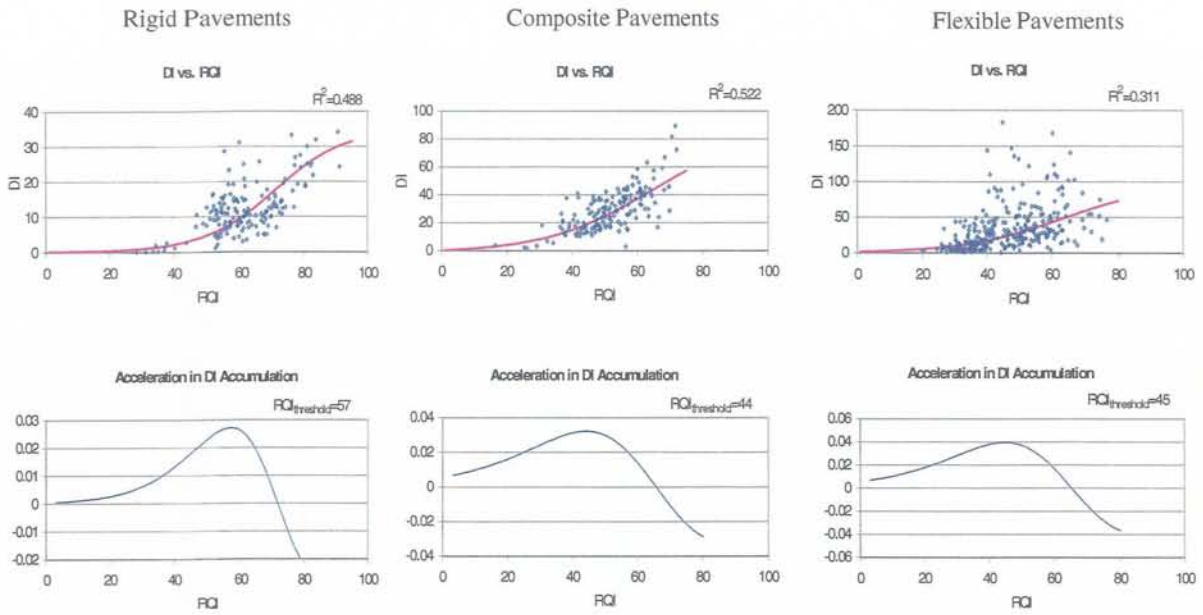 Rigid Pavements
Composite Pavements
Flexible Pavements
DI vs. RQI
R²=0.488
40
30
20
10
0
DI
0 20 40 60 80 100
RQI
DI vs. RQI
R²=0.522
100
80
60
40
20
0
DI
0 20 40 60 80 100
RQI
DI vs. RQI
R²=0.311
200
150
100
50
0
DI
0 20 40 60 80 100
RQI
Acceleration in DI Accumulation
RQIthreshold=57
0.03
0.02
0.01
0
-0.01
-0.02
0 20 40 60 80 100
RQI
Acceleration in DI Accumulation
RQIthreshold=44
0.04
0.02
0
-0.02
-0.04
0 20 40 60 80 100
RQI
Acceleration in DI Accumulation
RQIthreshold=45
0.06
0.04
0.02
0
-0.02
-0.04
-0.06
0 20 40 60 80 100
RQI